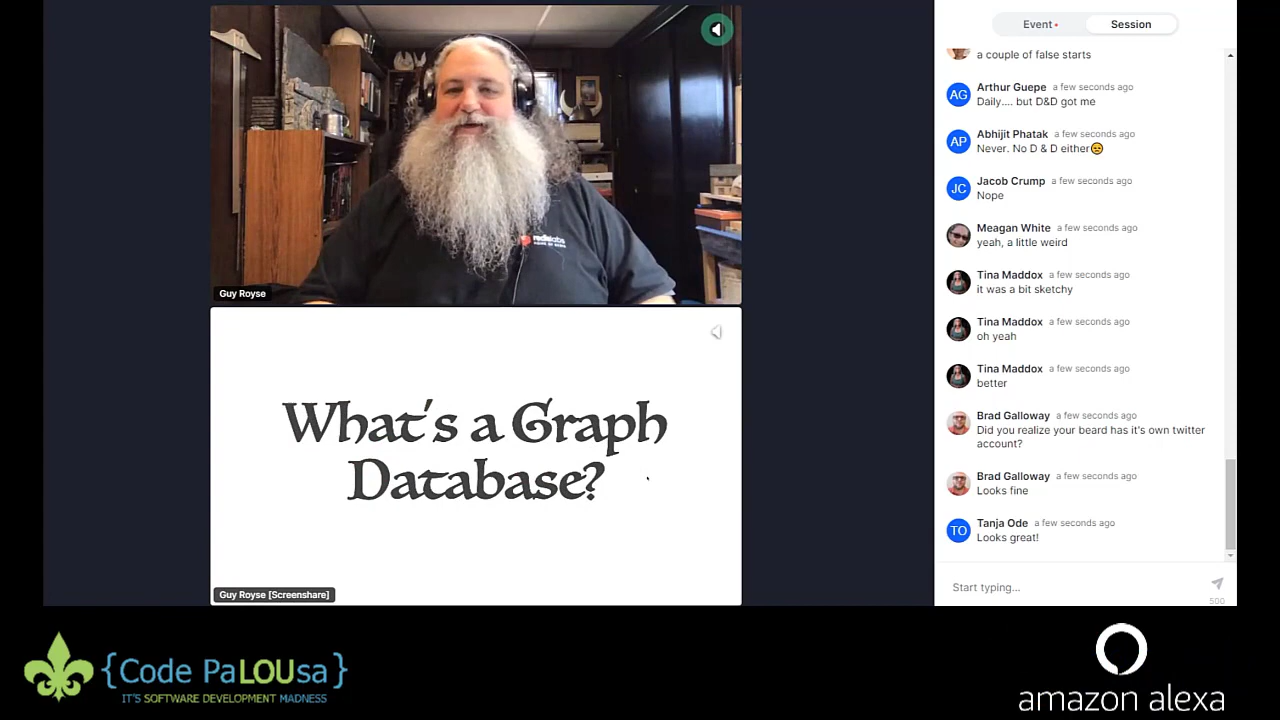 Event
Session
a couple of false starts
AG
Arthur Guepe a few seconds ago
Daily.... but D&D got me
AP
Abhijit Phatak a few seconds ago
Never. No D & D either😣
JC
Jacob Crump a few seconds ago
Nope
Meagan White a few seconds ago
yeah, a little weird
Tina Maddox a few seconds ago
it was a bit sketchy
Tina Maddox a few seconds ago
oh yeah
Tina Maddox a few seconds ago
better
Brad Galloway a few seconds ago
Did you realize your beard has it's own twitter
account?
Brad Galloway a few seconds ago
Looks fine
TO
Tanja Ode a few seconds ago
Looks great!
Start typing...
500
redislabs
Guy Royse
What's a Graph
Database?
Guy Royse [Screenshare]
{Code PaLOUsa}
IT'S SOFTWARE DEVELOPMENT MADNESS
amazon alexa